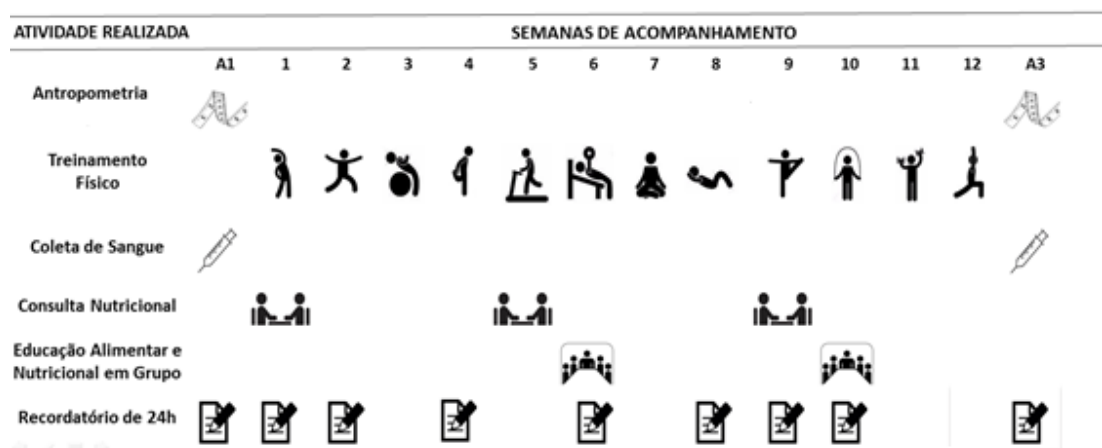 ATIVIDADE REALIZADA SEMANAS DE ACOMPANHAMENTO
A1 1 2 3 4 5 6 7 8 9 10 11 12 A3
Antropometria
Treinamento
Físico
Coleta de Sangue
Consulta Nutricional
Educação Alimentar e
Nutricional em Grupo
Recordatório de 24h